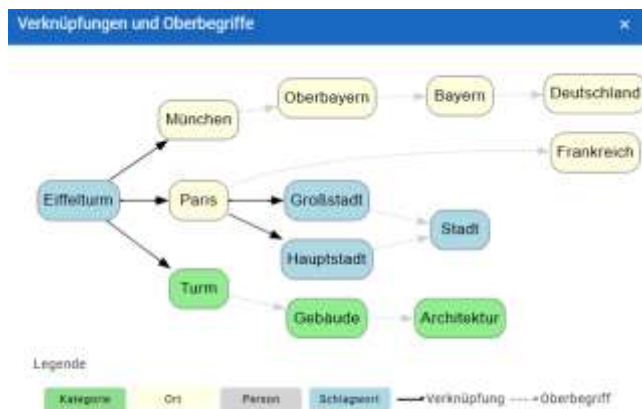 Verknüpfungen und Oberbegriffe ×
Oberbayern
Bayern
Deutschland
München
Frankreich
Eiffelturm
Paris
Großstadt
Stadt
Hauptstadt
Turm
Gebäude
Architektur
Legende
Kategorie Ort Person Schlagwort Verknüpfung Oberbegriff